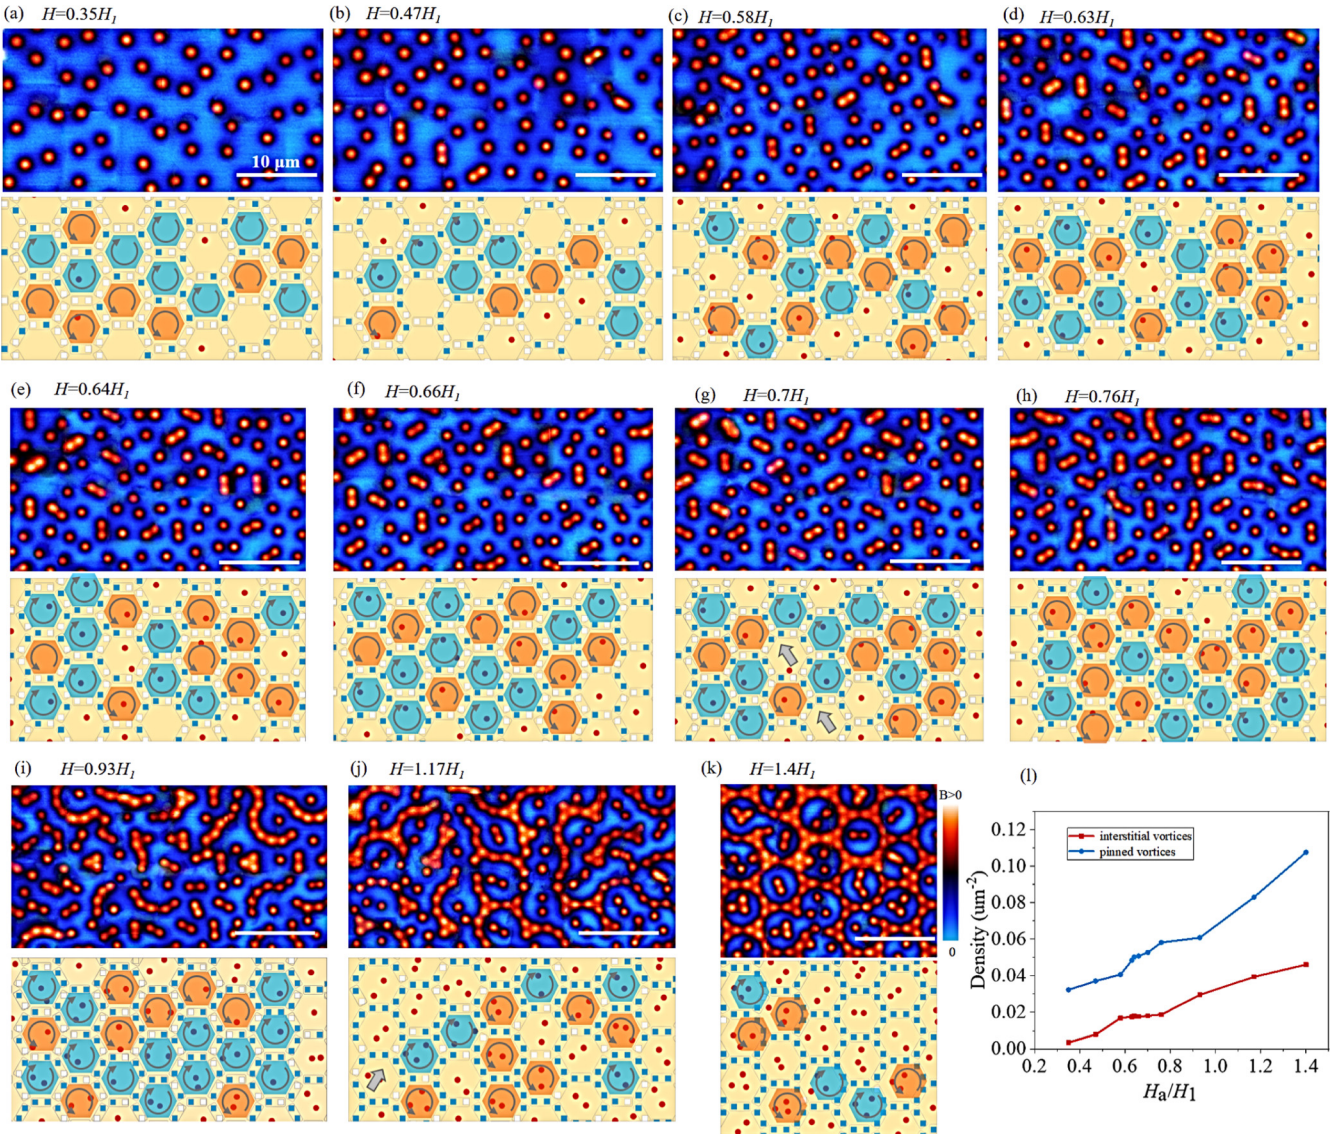 (a) H=0.35H1
(b) H=0.47H1
(c) H=0.58H1
(d) H=0.63H1
10 µm
(e) H=0.64H1
(f) H=0.66H1
(g) H=0.7H1
(h) H=0.76H1
(i) H=0.93H1
(j) H=1.17H1
(k) H=1.4H1
(l)
B>0
0
interstitial vortices
pinned vortices
Density (um-2)
0.12
0.10
0.08
0.06
0.04
0.02
0.00
0.2 0.4 0.6 0.8 1.0 1.2 1.4
Ha/H1